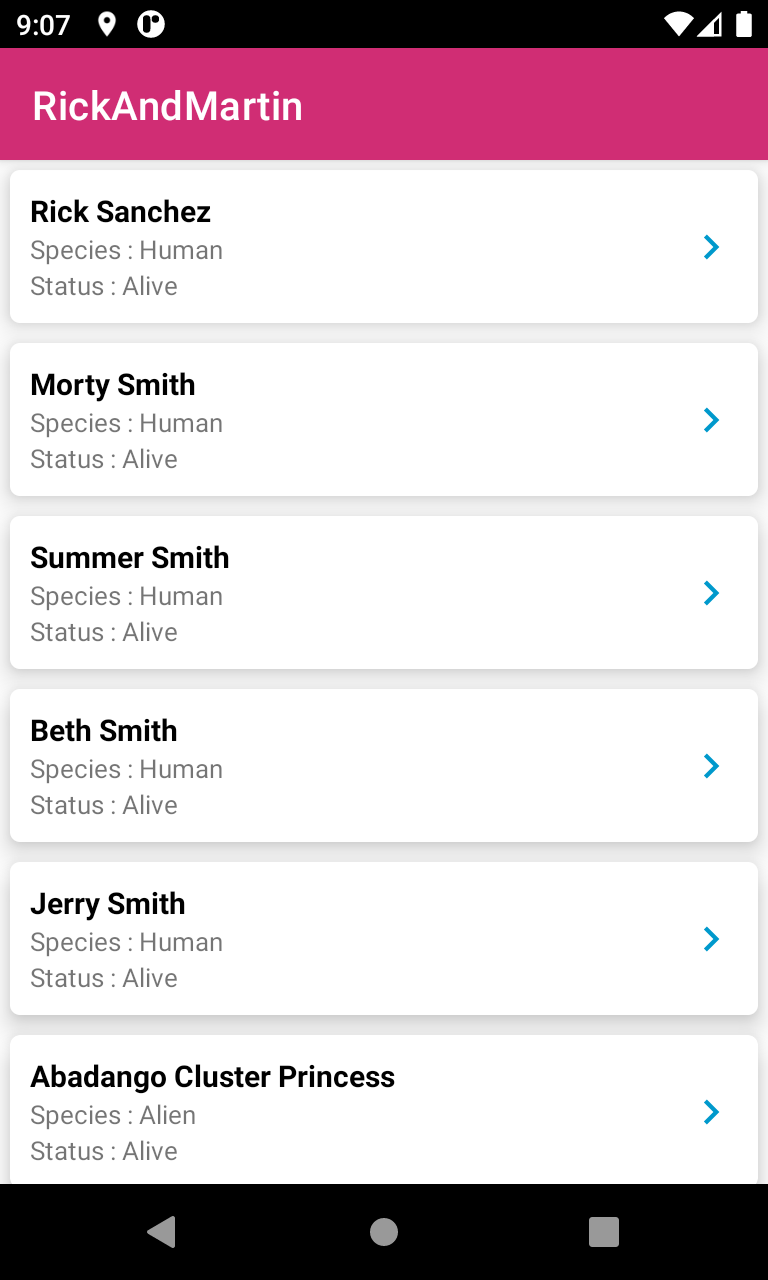 9:07
RickAndMartin
Rick Sanchez
Species : Human
Status : Alive
Morty Smith
Species : Human
Status : Alive
Summer Smith
Species : Human
Status : Alive
Beth Smith
Species : Human
Status : Alive
Jerry Smith
Species : Human
Status : Alive
Abadango Cluster Princess
Species : Alien
Status : Alive